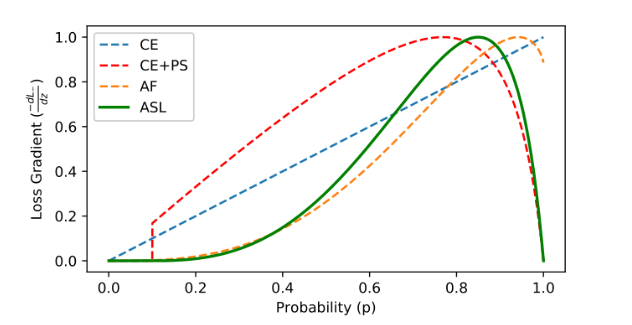 1.0
0.8
0.6
0.4
0.2
0.0
Loss Gradient (-dL_/dz)
CE
CE+PS
AF
ASL
0.0 0.2 0.4 0.6 0.8 1.0
Probability (p)